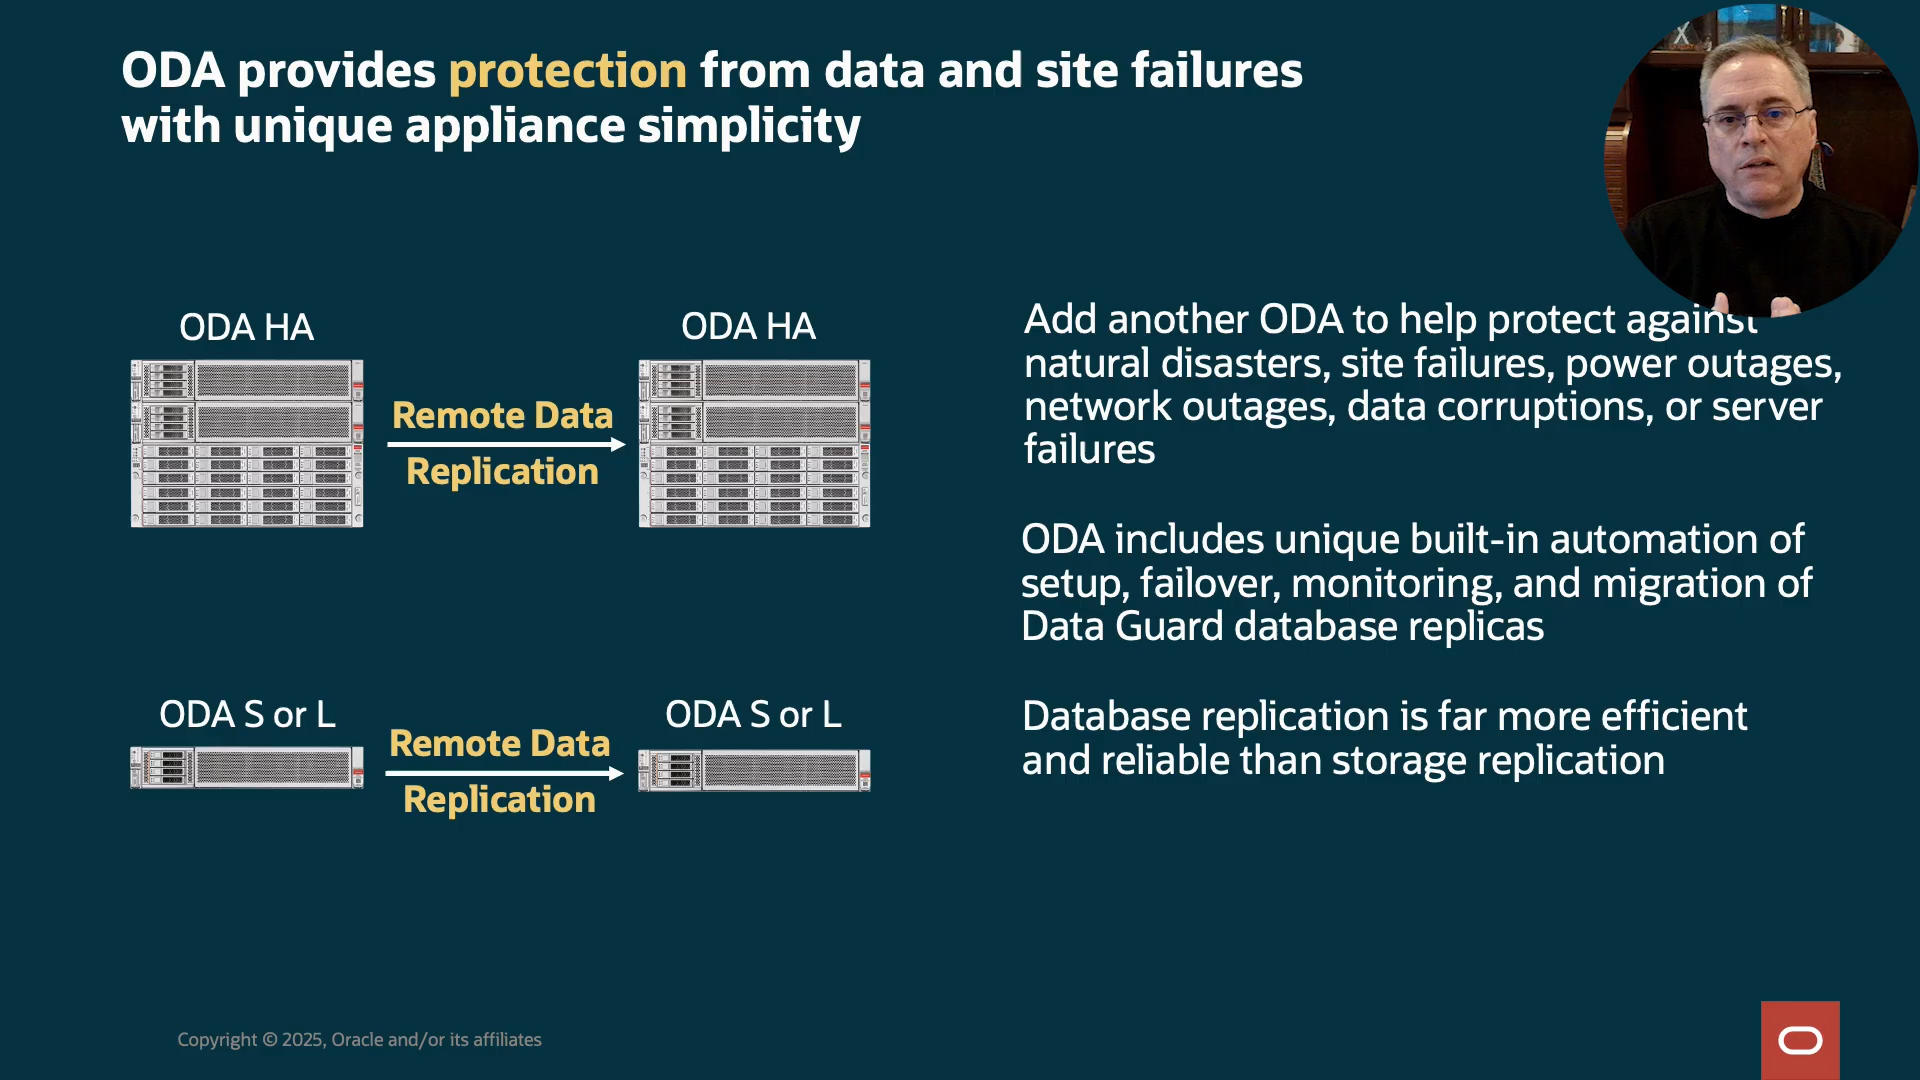 ODA provides protection from data and site failures
with unique appliance simplicity
ODA HA
ODA HA
Remote Data
Replication
ODA S or L
ODA S or L
Remote Data
Replication
Add another ODA to help protect against
natural disasters, site failures, power outages,
network outages, data corruptions, or server
failures
ODA includes unique built-in automation of
setup, failover, monitoring, and migration of
Data Guard database replicas
Database replication is far more efficient
and reliable than storage replication
Copyright © 2025, Oracle and/or its affiliates